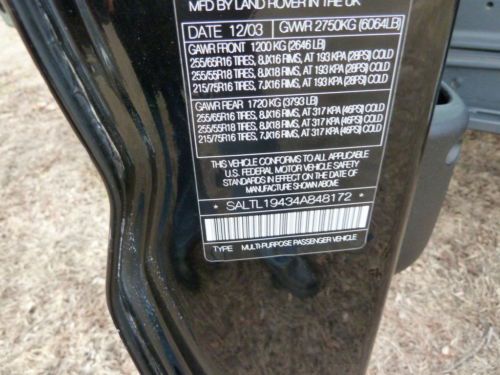 MFD BY LAND ROVER IN THE UK
DATE 12/03 GVWR 2750KG (6064LB)
GAWR FRONT 1200 KG (2646 LB)
255/65R16 TIRES, 8JX16 RIMS, AT 193 KPA (28PSI) COLD
255/55R18 TIRES, 8JX18 RIMS, AT 193 KPA (28PSI) COLD
215/75R16 TIRES, 7JX16 RIMS, AT 193 KPA (28PSI) COLD
GAWR REAR 1720 KG (3793 LB)
255/65R16 TIRES, 8JX16 RIMS, AT 317 KPA (46PSI) COLD
255/55R18 TIRES, 8JX18 RIMS, AT 317 KPA (46PSI) COLD
215/75R16 TIRES, 7JX16 RIMS, AT 317 KPA (46PSI) COLD
THIS VEHICLE CONFORMS TO ALL APPLICABLE
U.S. FEDERAL MOTOR VEHICLE SAFETY
STANDARDS IN EFFECT ON THE DATE OF
MANUFACTURE SHOWN ABOVE.
* SALTL19434A848172 *
TYPE MULTI-PURPOSE PASSENGER VEHICLE